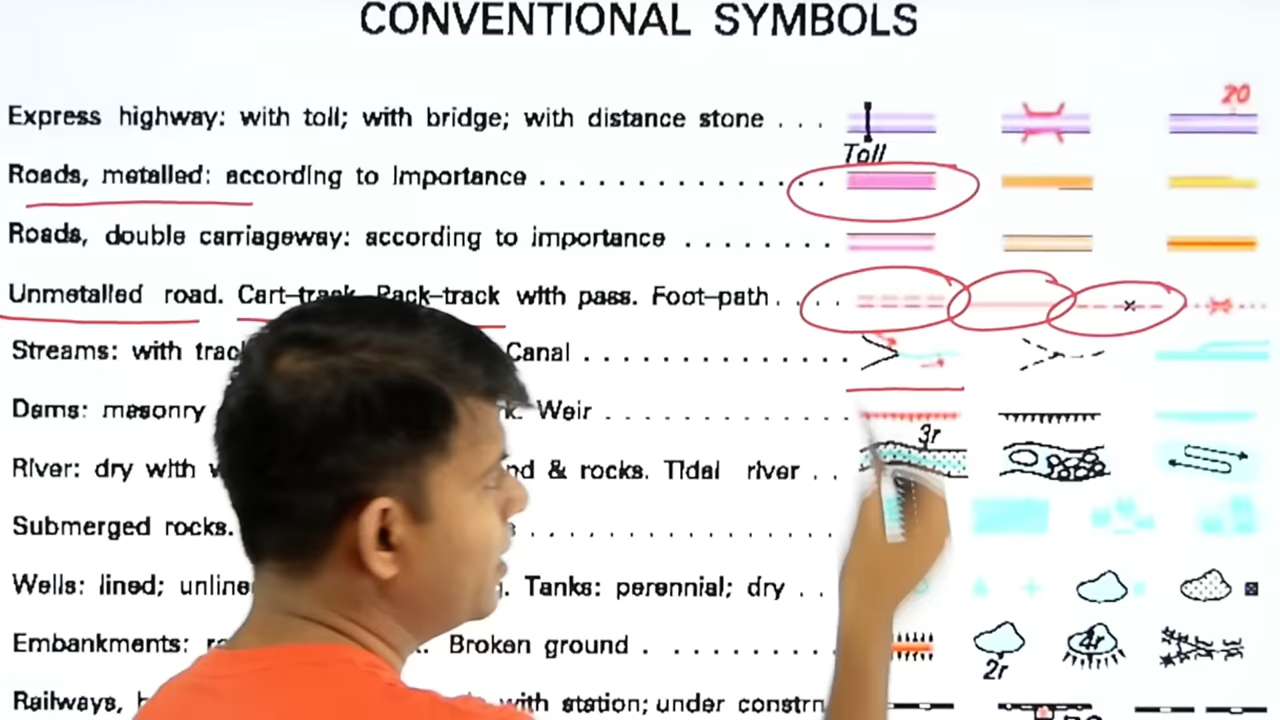 CONVENTIONAL SYMBOLS
20
Express highway: with toll; with bridge; with distance stone . . .
Toll
Roads, metalled: according to importance . . . . . . . . . . . . . . .
Roads, double carriageway: according to importance . . . . . . . .
Unmetalled road. Cart-track. Pack-track with pass. Foot-path . . . .
Streams: with Canal . . . . . . . . . . . . . . .
Dams: masonry Weir . . . . . . . . . . . . . .
3r
River: dry with & rocks. Tidal river . .
Submerged rocks. . . . . . . . . . . . . . . . .
Wells: lined; Tanks: perennial; dry . .
Embankments: Broken ground . . . . . . . . .
2r
4r
Railways, with station; under constrn